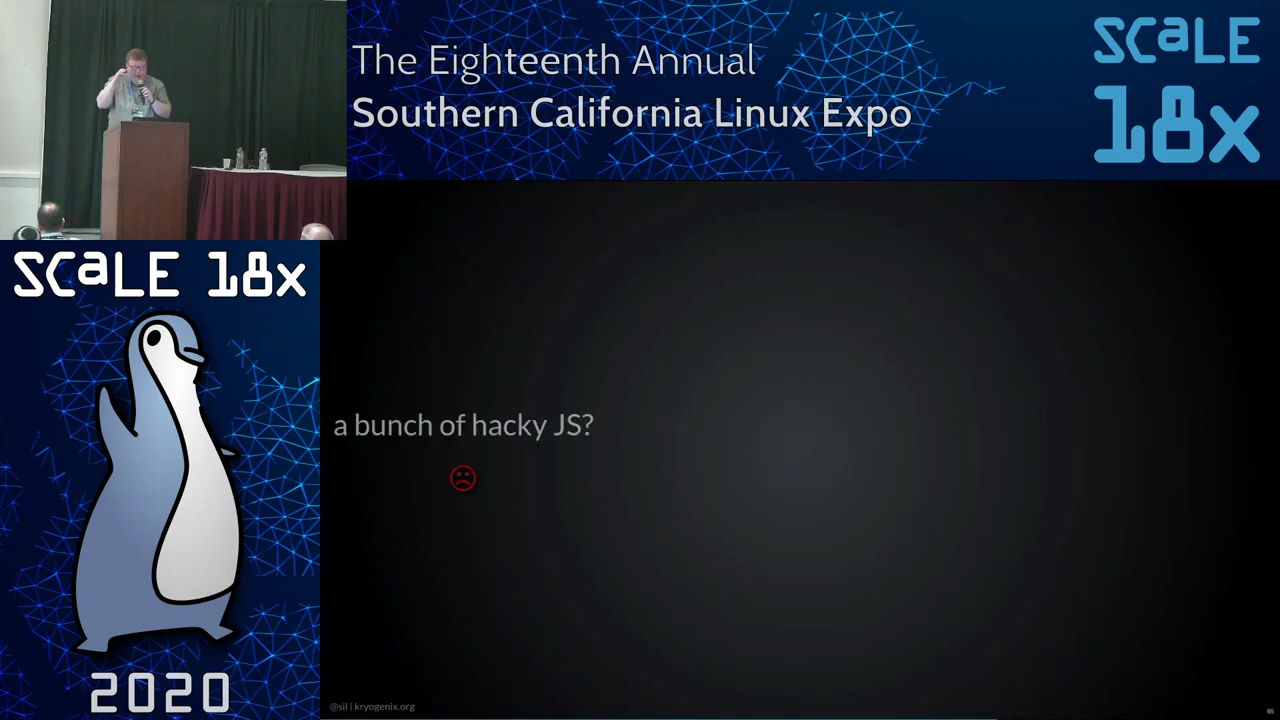 The Eighteenth Annual
Southern California Linux Expo
SCaLE
18x
SCaLE 18x
2020
a bunch of hacky JS?
@sil | kryogenix.org